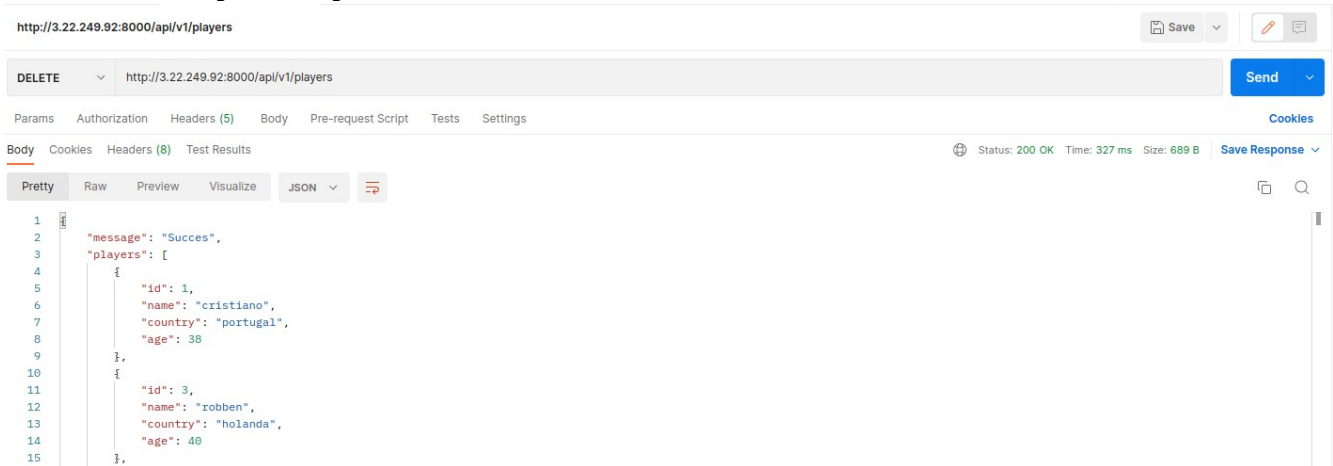 http://3.22.249.92:8000/api/v1/players Save
DELETE http://3.22.249.92:8000/api/v1/players Send
Params Authorization Headers (5) Body Pre-request Script Tests Settings Cookies
Body Cookies Headers (8) Test Results Status: 200 OK Time: 327 ms Size: 689 B Save Response
Pretty Raw Preview Visualize JSON
1 {
2 "message": "Succes",
3 "players": [
4 {
5 "id": 1,
6 "name": "cristiano",
7 "country": "portugal",
8 "age": 38
9 },
10 {
11 "id": 3,
12 "name": "robben",
13 "country": "holanda",
14 "age": 40
15 },